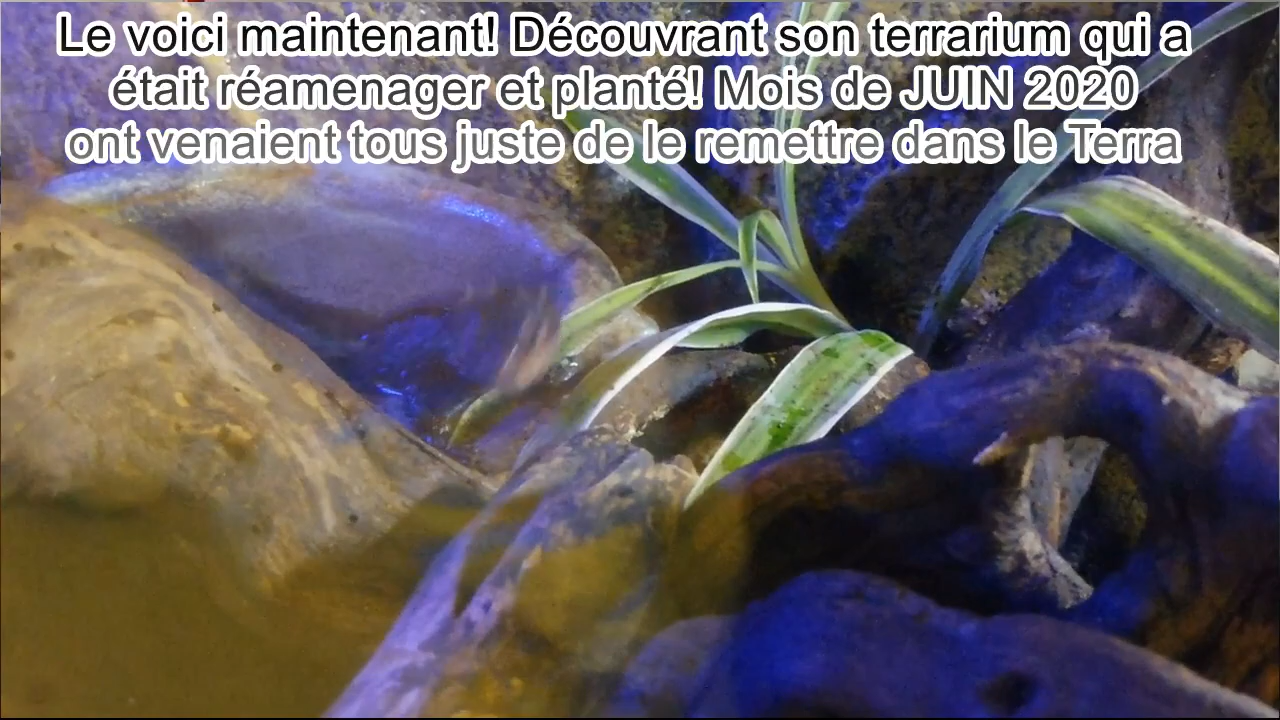 Le voici maintenant! Découvrant son terrarium qui a
était réamenager et planté! Mois de JUIN 2020
ont venaient tous juste de le remettre dans le Terra